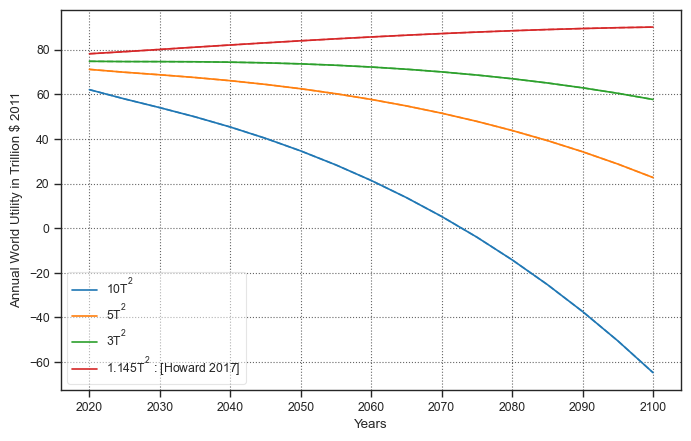 Annual World Utility in Trillion $ 2011
80
60
40
20
0
−20
−40
−60
10T²
5T²
3T²
1.145T² : [Howard 2017]
2020 2030 2040 2050 2060 2070 2080 2090 2100
Years